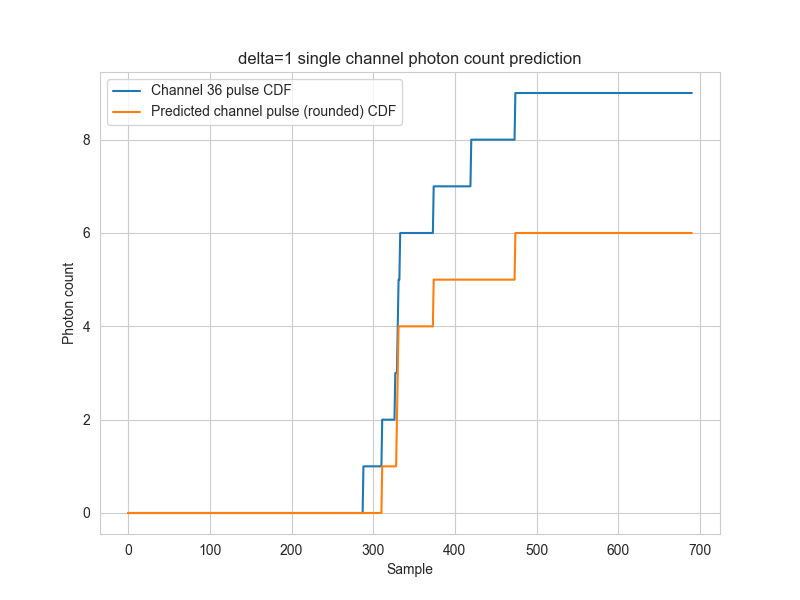 delta=1 single channel photon count prediction
Channel 36 pulse CDF
Predicted channel pulse (rounded) CDF
8
6
4
2
0
Photon count
0 100 200 300 400 500 600 700
Sample